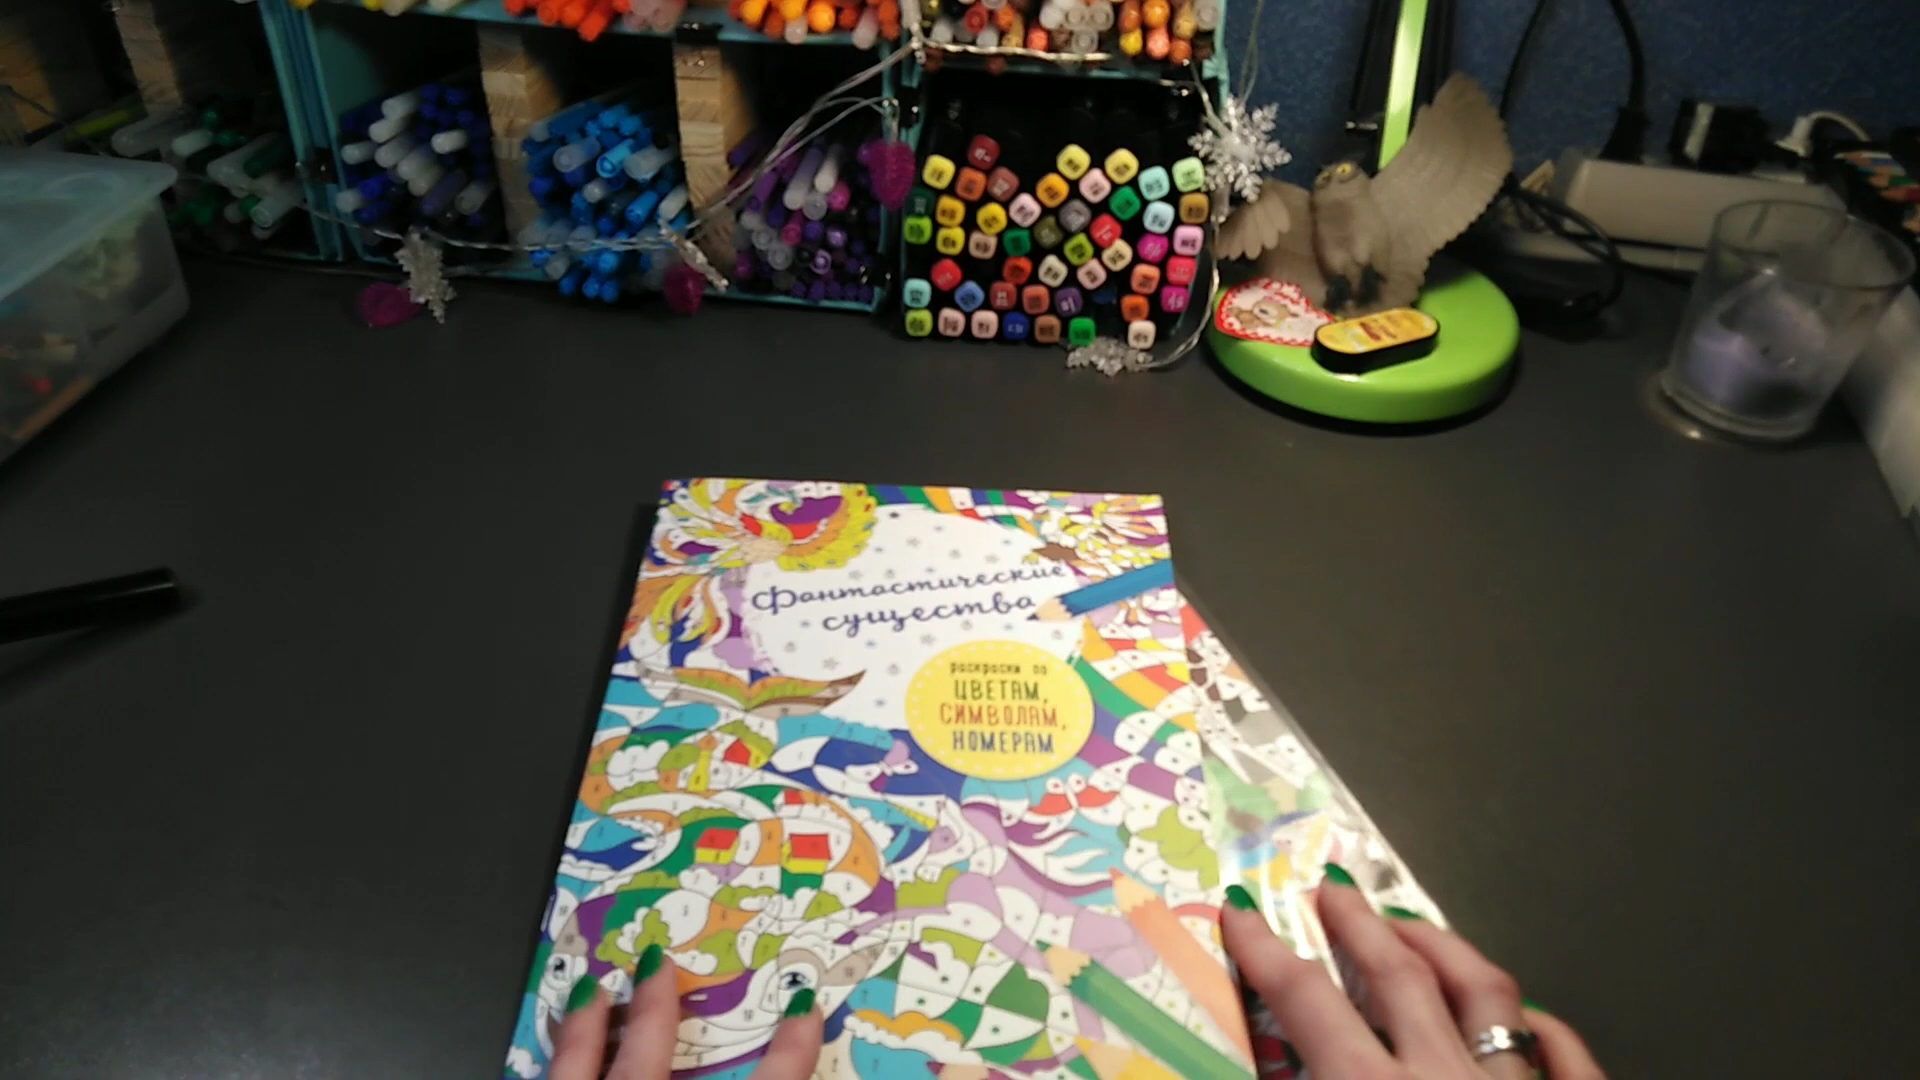 Фантастические
существа
раскраски по
ЦВЕТАМ,
СИМВОЛАМ,
НОМЕРАМ